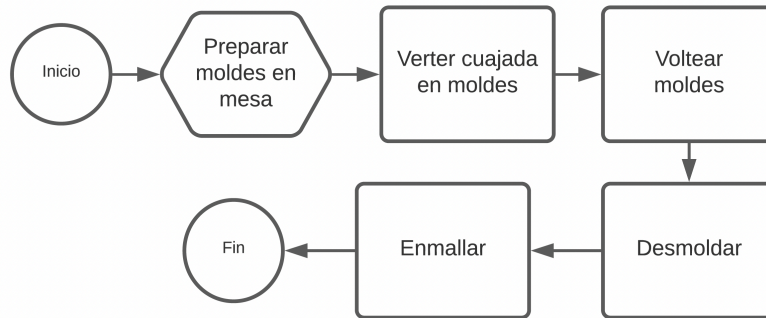 Inicio
Preparar
moldes en
mesa
Verter cuajada
en moldes
Voltear
moldes
Desmoldar
Enmallar
Fin